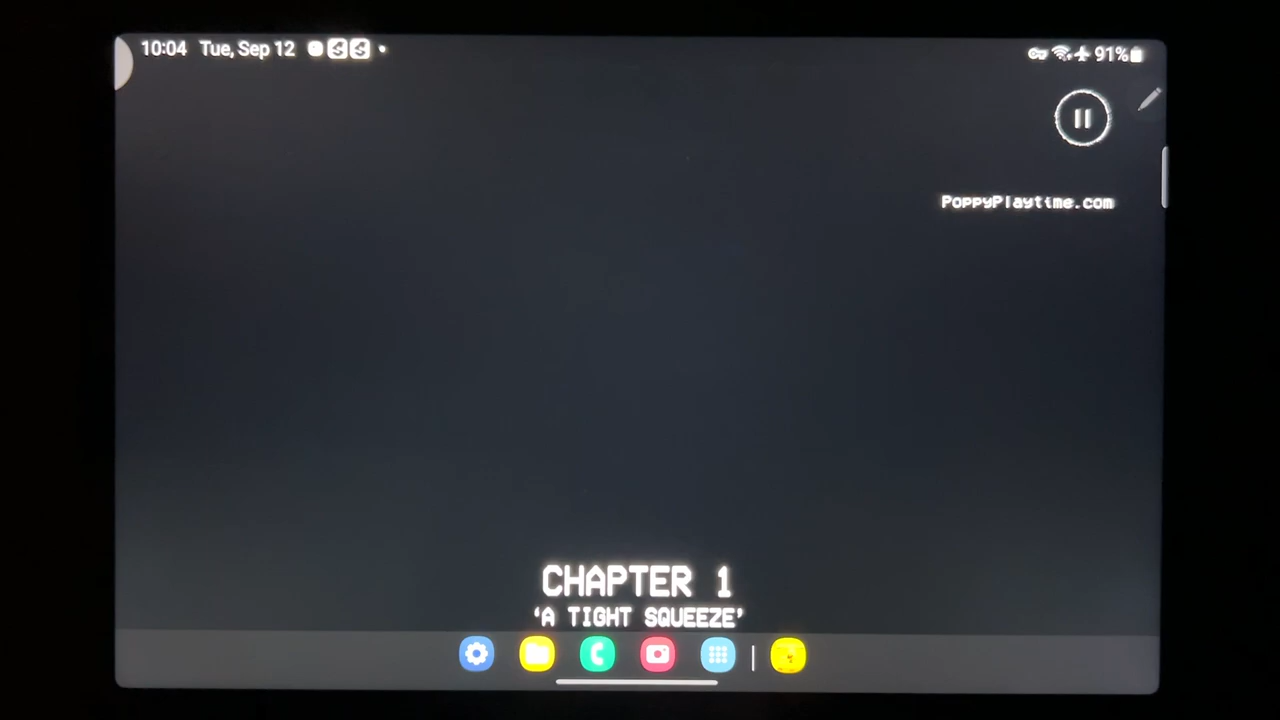 10:04 Tue, Sep 12
91%
PoppyPlaytime.com
CHAPTER 1
‘A TIGHT SQUEEZE’